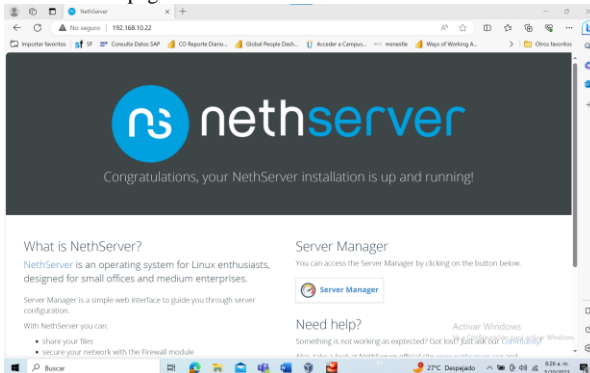 NethServer
No seguro | 192.168.10.22
Importar favoritos
SF
Consulta Datos SAP
CO-Reporte Diario...
Global People Dash...
Acceder a Campus...
menestle
Ways of Working A...
Otros favoritos
nethserver
Congratulations, your NethServer installation is up and running!
What is NethServer?
NethServer is an operating system for Linux enthusiasts,
designed for small offices and medium enterprises.
Server Manager is a simple web interface to guide you through server
configuration.
With NethServer you can:
share your files
secure your network with the Firewall module
Server Manager
You can access the Server Manager by clicking on the button below.
Server Manager
Need help?
Something is not working as exptected? Got lost? Just ask our Community!
Activar Windows
Buscar
27°C Despejado
6:26 a.m.